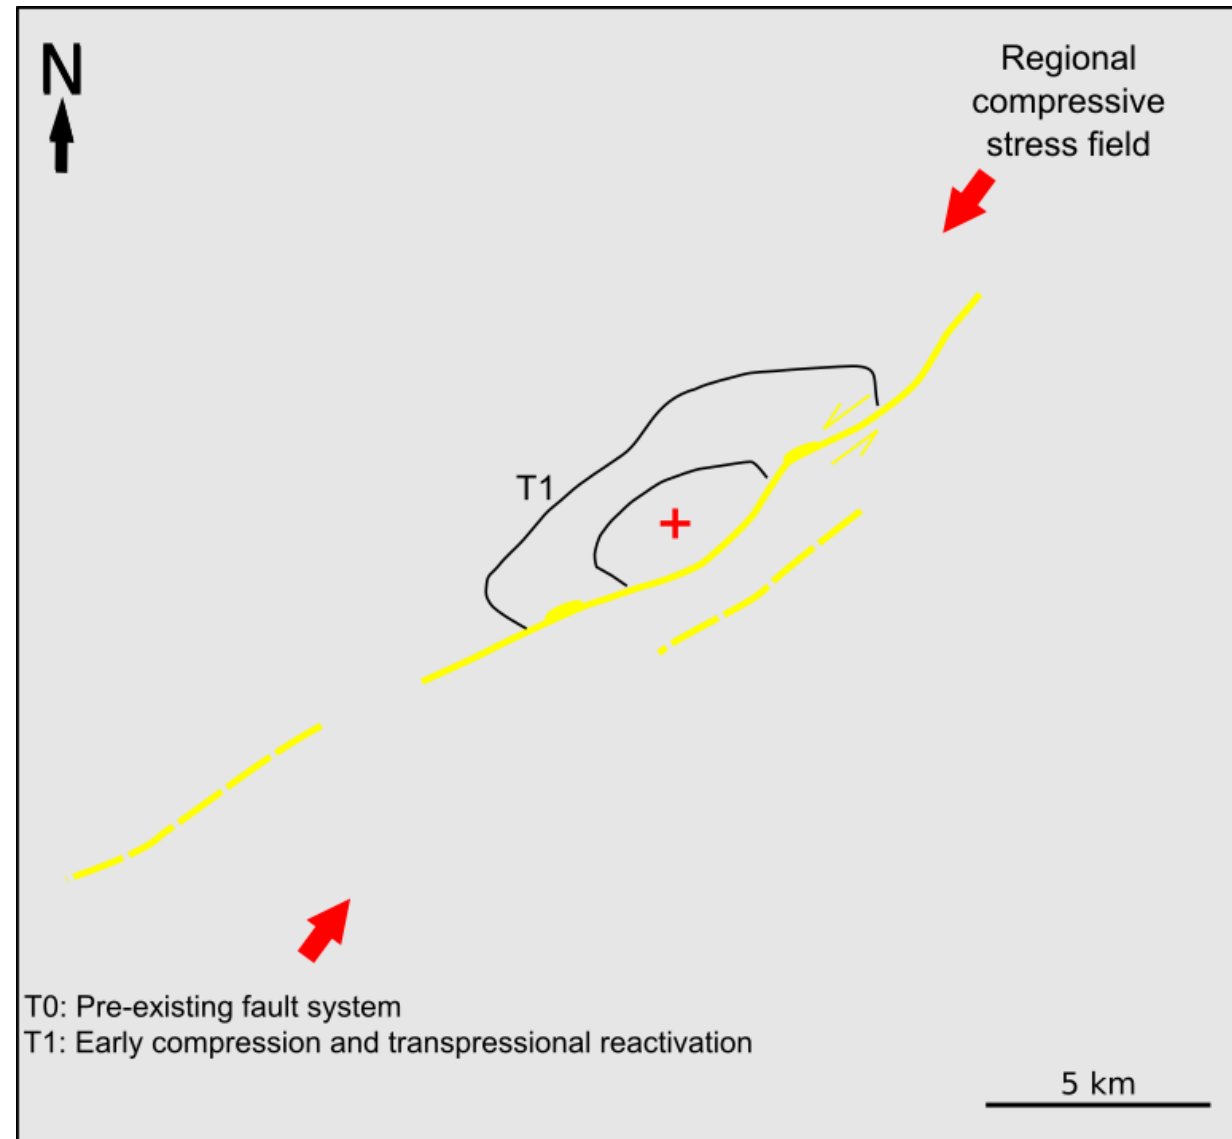 N
Regional
compressive
stress field
T1
T0: Pre-existing fault system
T1: Early compression and transpressional reactivation
5 km